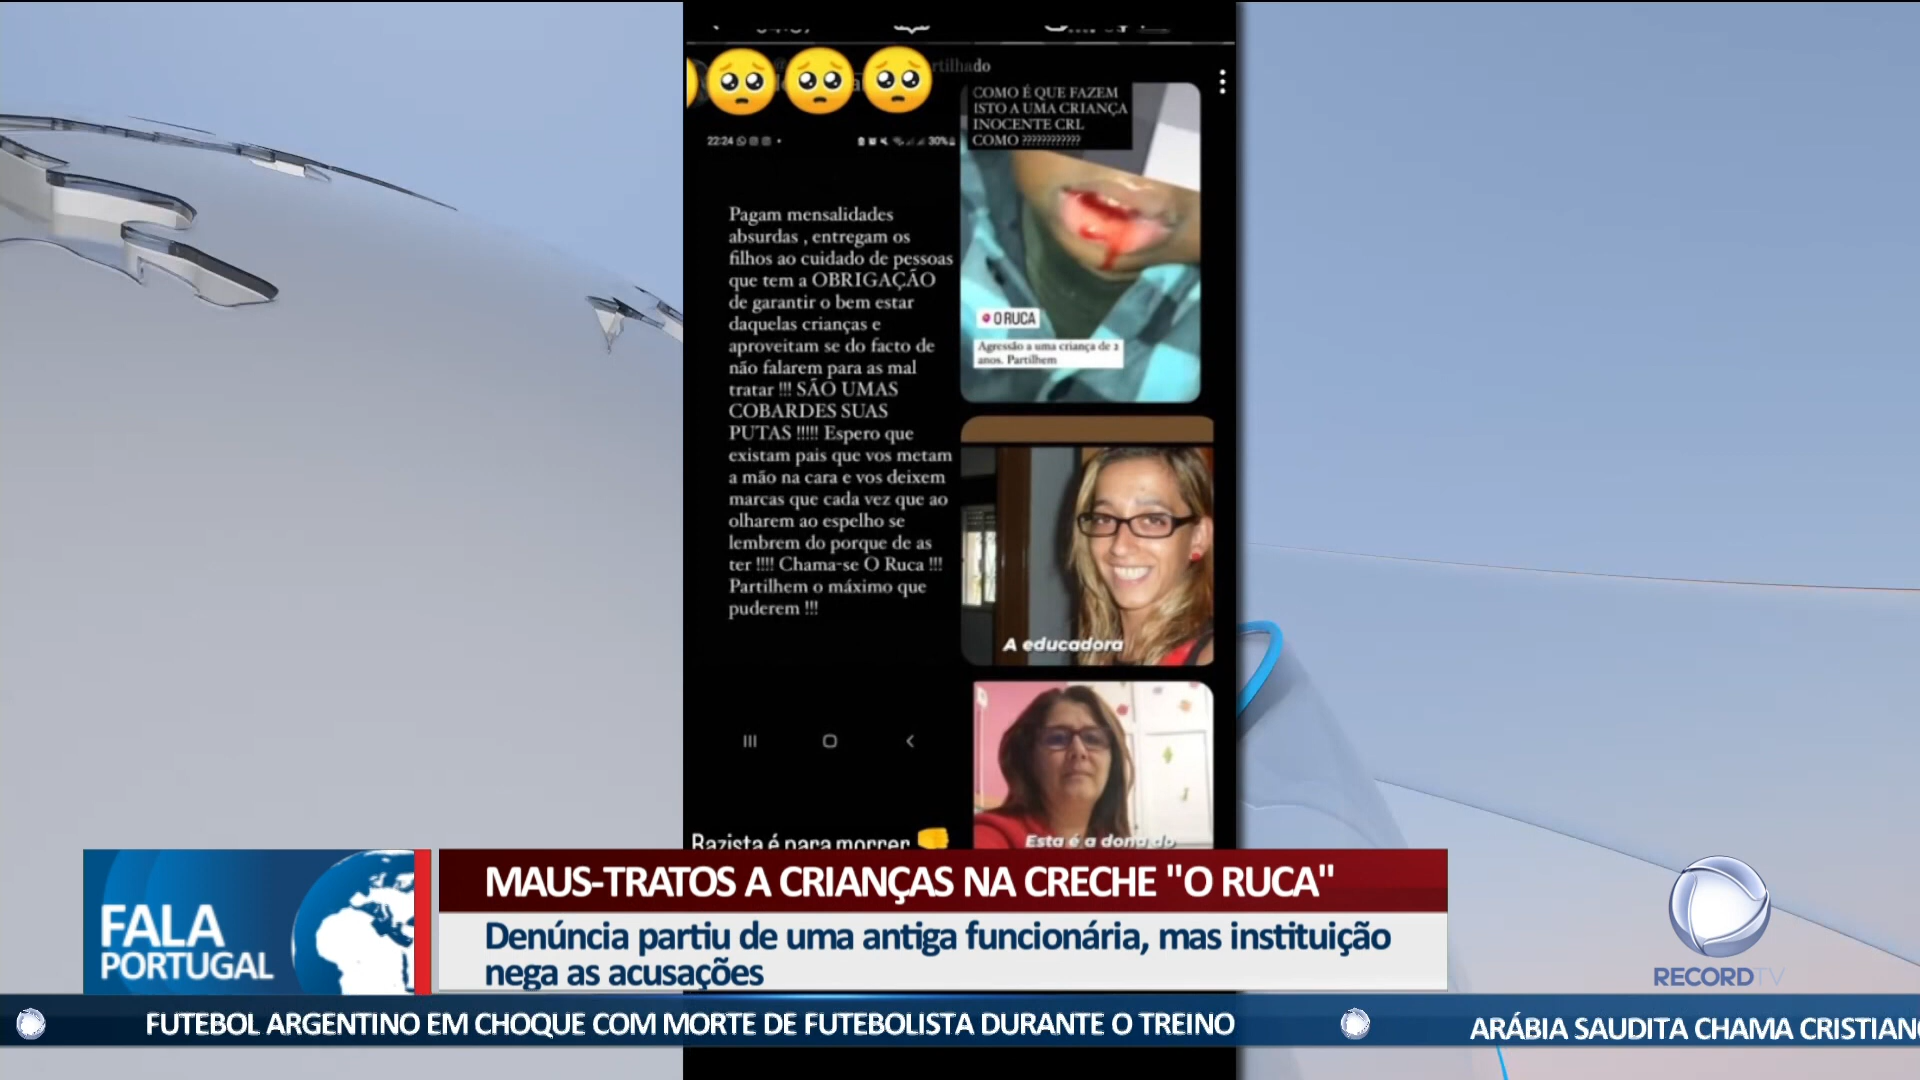 partilhado
COMO É QUE FAZEM
ISTO A UMA CRIANÇA
INOCENTE CRL
COMO ????????????
22:24
30%
Pagam mensalidades
absurdas , entregam os
filhos ao cuidado de pessoas
que tem a OBRIGAÇÃO
de garantir o bem estar
daquelas crianças e
aproveitam se do facto de
não falarem para as mal
tratar !!! SÃO UMAS
COBARDES SUAS
PUTAS !!!!! Espero que
existam pais que vos metam
a mão na cara e vos deixem
marcas que cada vez que ao
olharem ao espelho se
lembrem do porque de as
ter !!!! Chama-se O Ruca !!!
Partilhem o máximo que
puderem !!!
O RUCA
Agressão a uma criança de 2
anos. Partilhem
A educadora
Esta é a dona do
Razista é para morrer
MAUS-TRATOS A CRIANÇAS NA CRECHE "O RUCA"
Denúncia partiu de uma antiga funcionária, mas instituição
nega as acusações
FALA
PORTUGAL
RECORDTV
FUTEBOL ARGENTINO EM CHOQUE COM MORTE DE FUTEBOLISTA DURANTE O TREINO
ARÁBIA SAUDITA CHAMA CRISTIAN